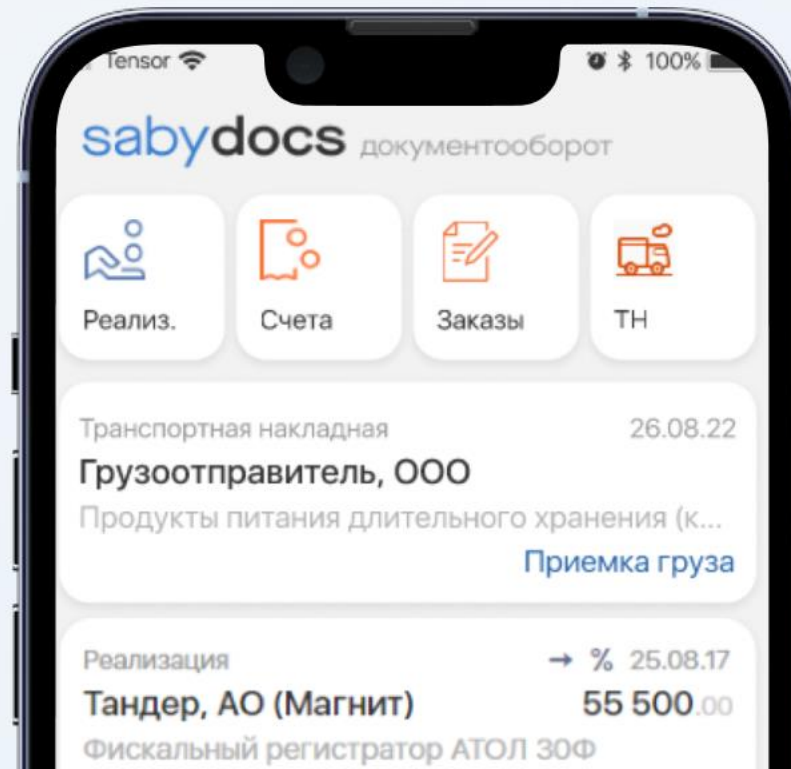 Tensor 100%
sabydocs документооборот
Реализ. Счета Заказы ТН
Транспортная накладная 26.08.22
Грузоотправитель, ООО
Продукты питания длительного хранения (к...
Приемка груза
Реализация → % 25.08.17
Тандер, АО (Магнит) 55 500.00
Фискальный регистратор АТОЛ 30Ф